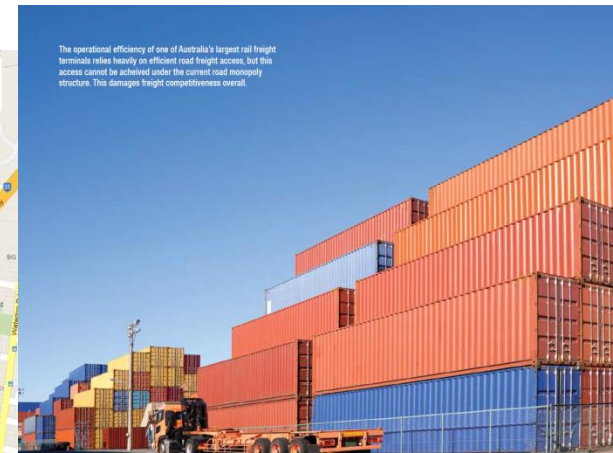 The operational efficiency of one of Australia's largest rail freight
terminals relies heavily on efficient road freight access, but this
access cannot be acheived under the current road monopoly
structure. This damages freight competitiveness overall.
31